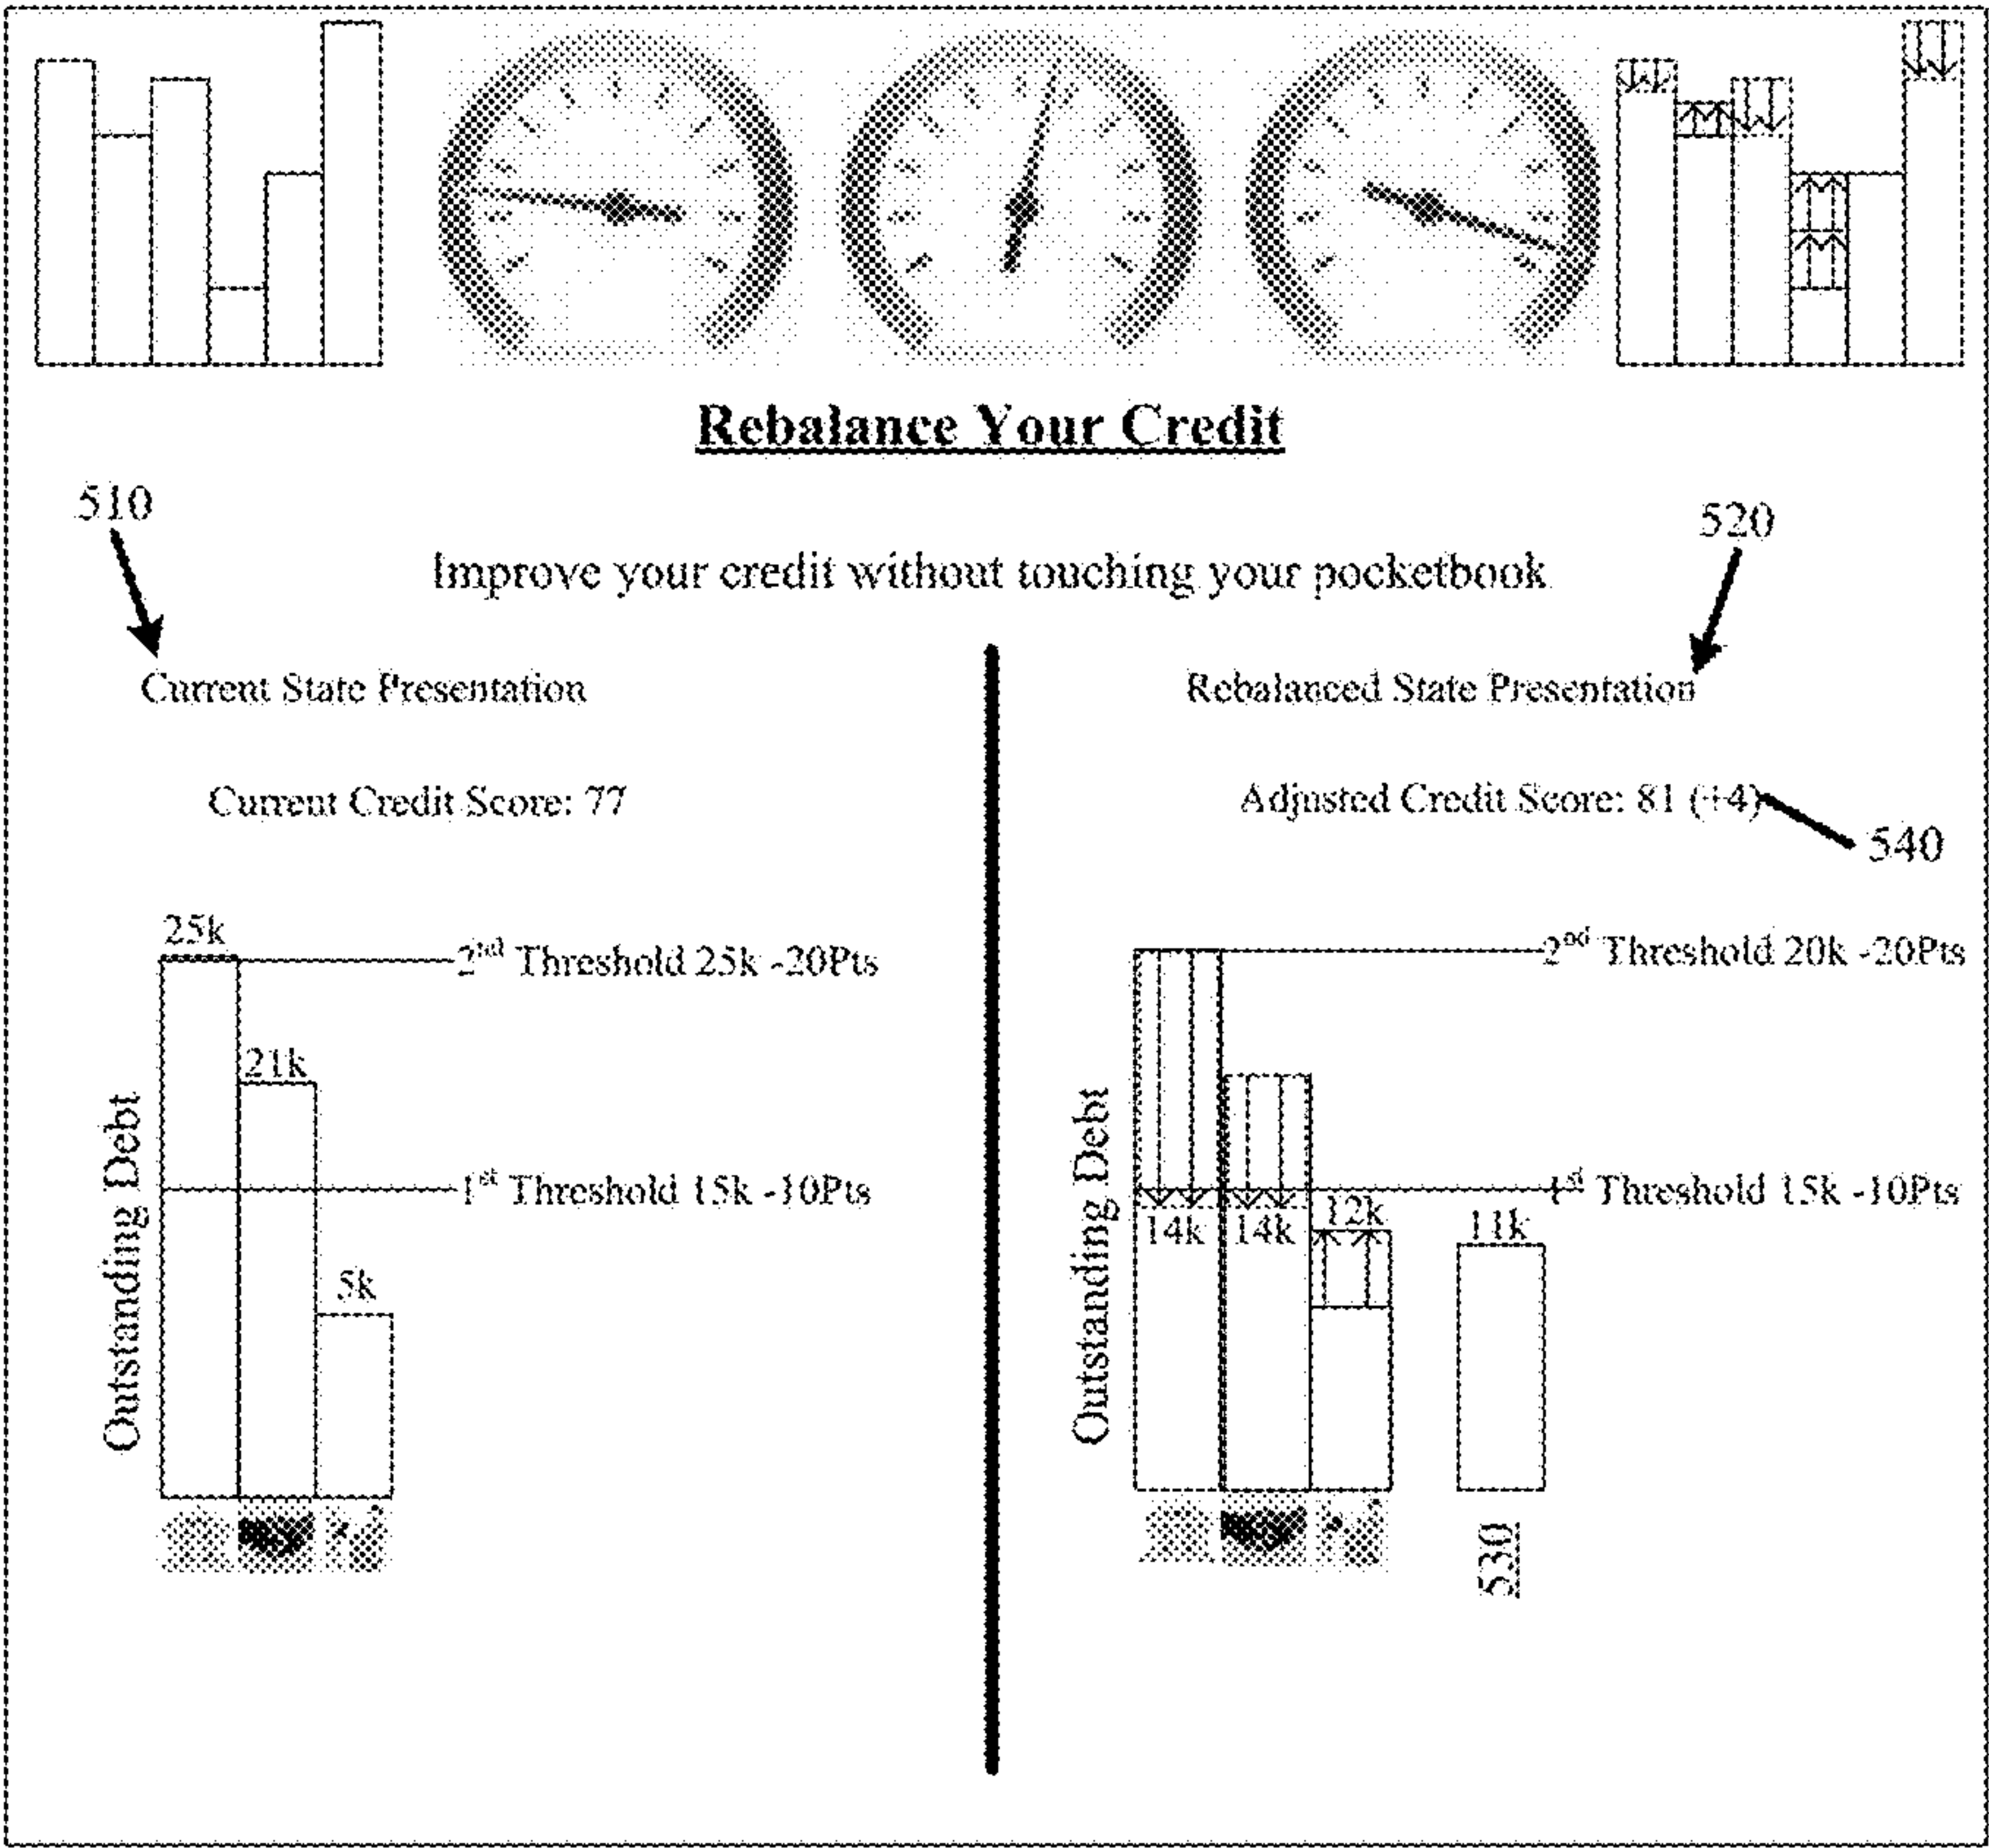 Rebalance Your Credit
510
520
Improve your credit without touching your pocketbook
Current State Presentation
Rebalanced State Presentation
Current Credit Score: 77
Adjusted Credit Score: 81 (+4)
540
25k
2nd Threshold 25k -20Pts
2nd Threshold 20k -20Pts
21k
1st Threshold 15k -10Pts
1st Threshold 15k -10Pts
14k
14k
12k
11k
5k
Outstanding Debt
Outstanding Debt
530